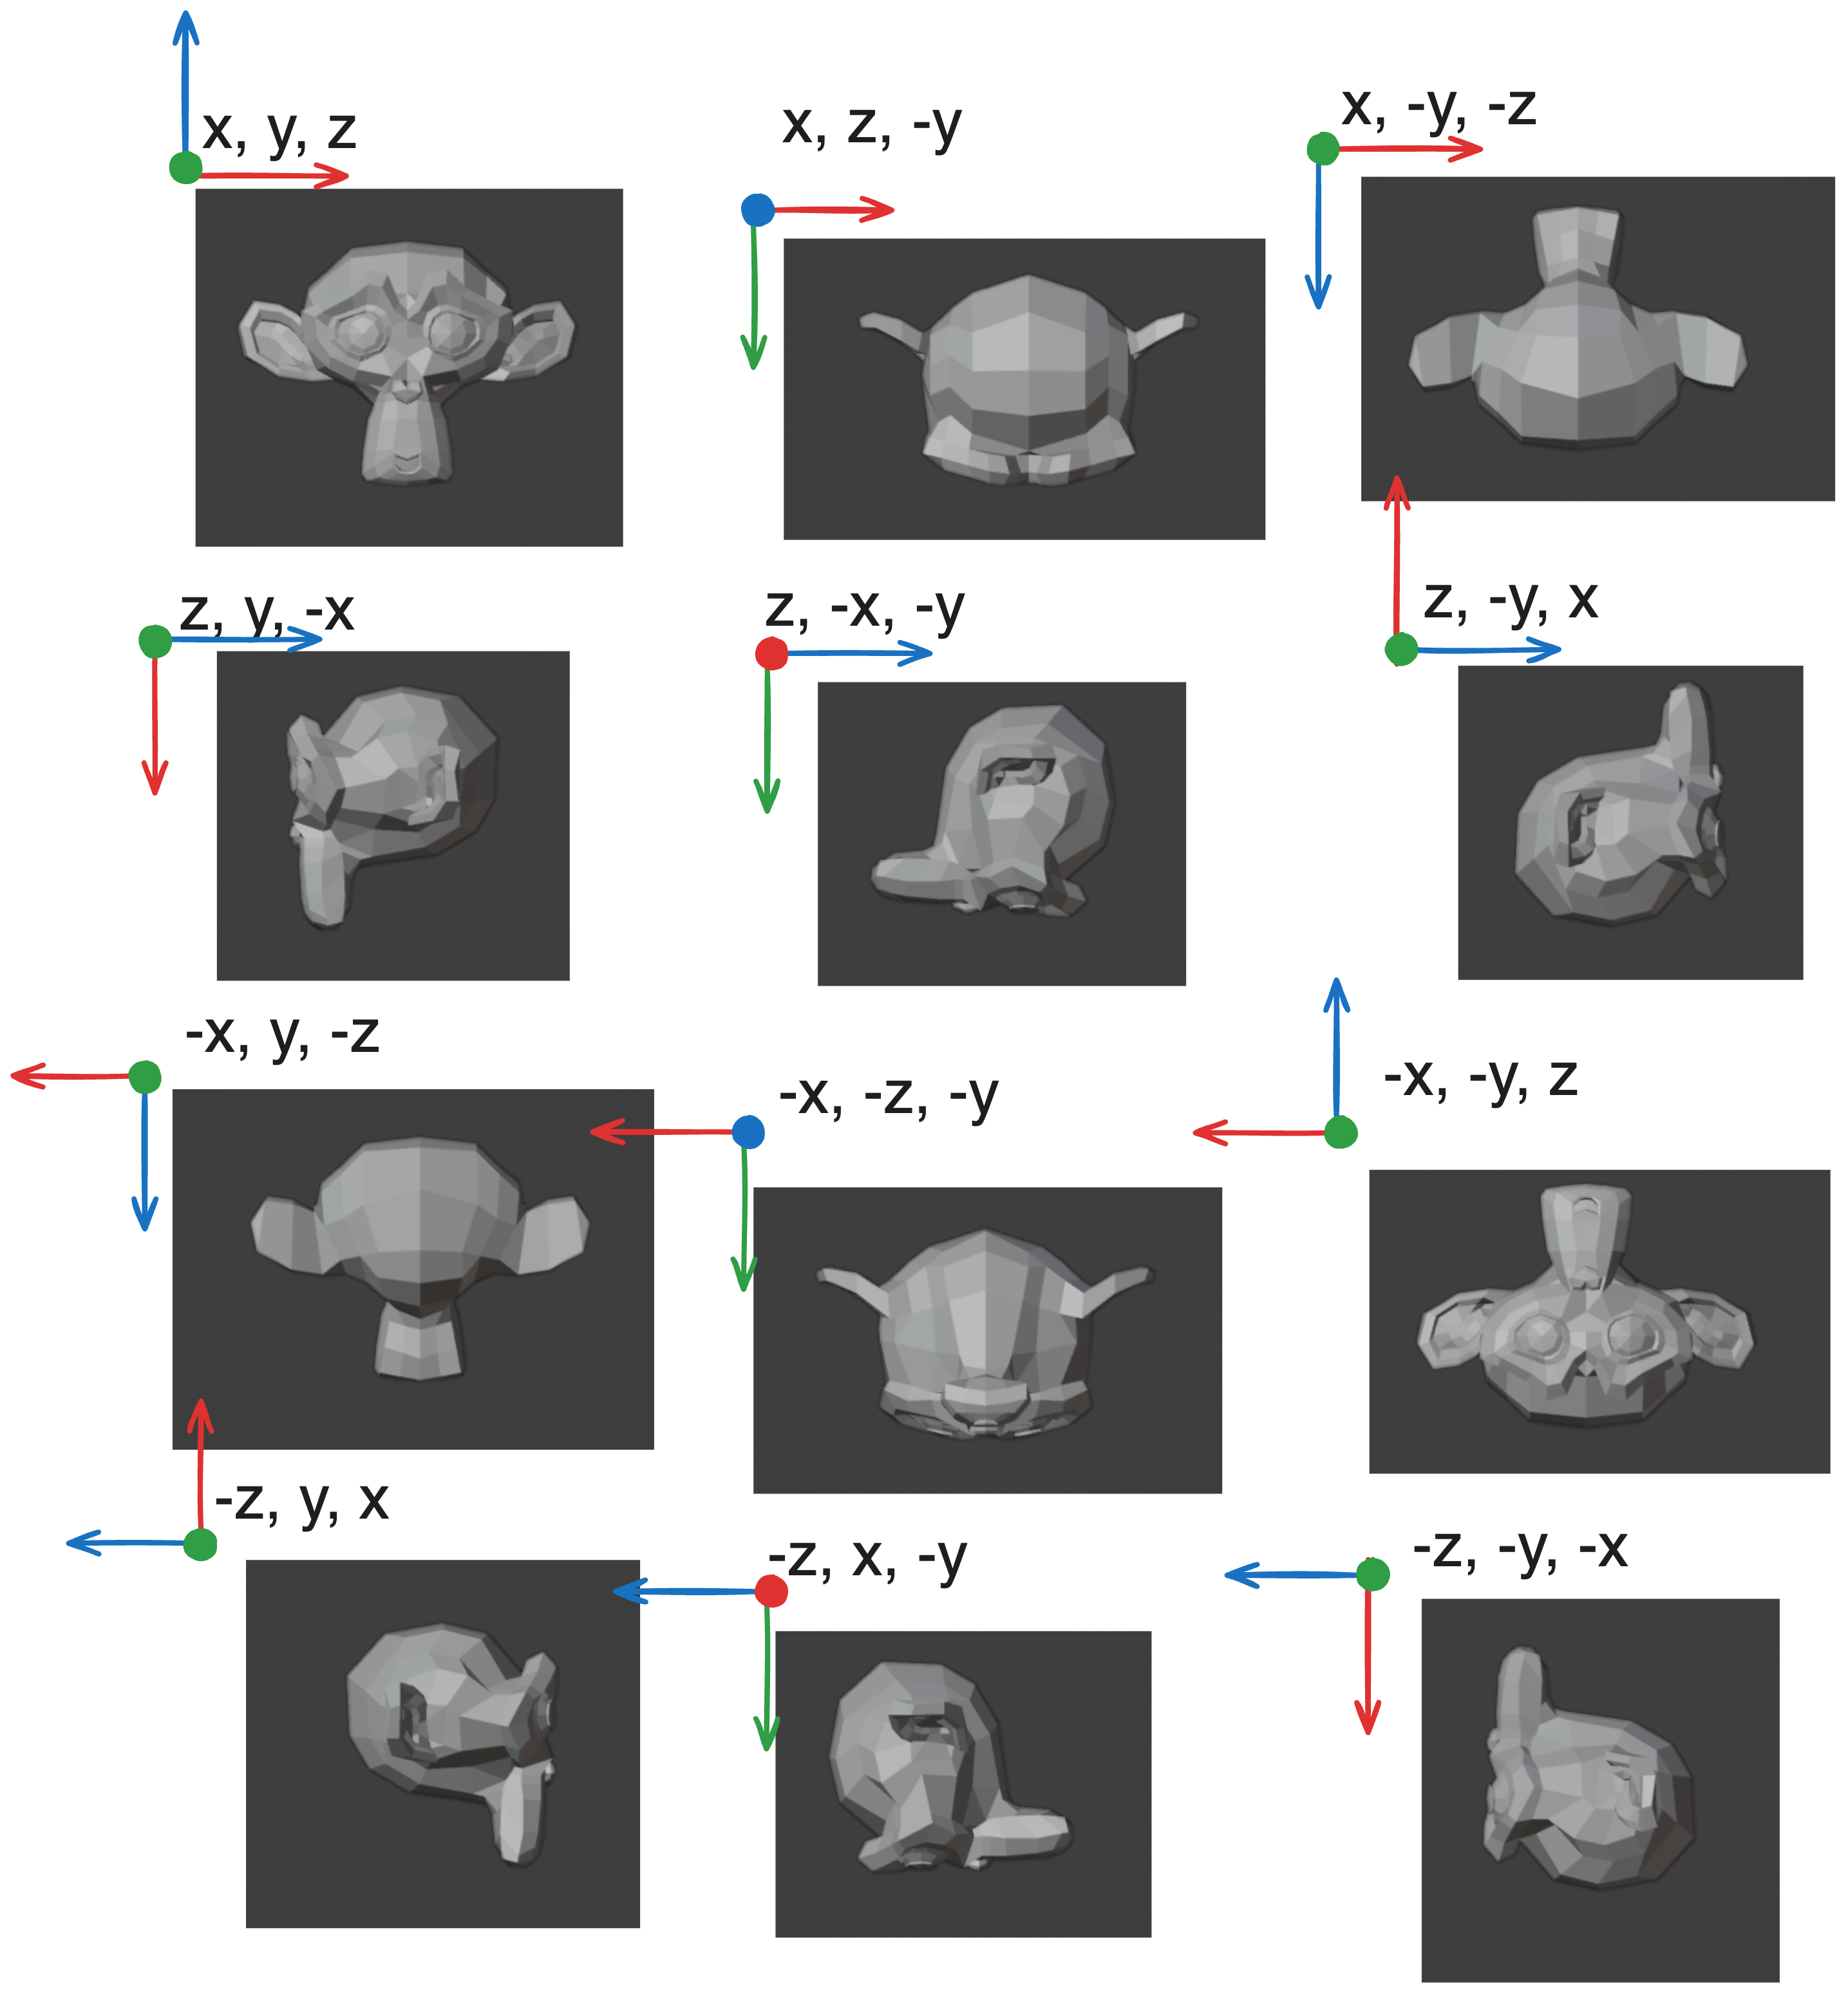 x, y, z
x, z, -y
x, -y, -z
z, y, -x
z, -x, -y
z, -y, x
-x, y, -z
-x, -z, -y
-x, -y, z
-z, y, x
-z, x, -y
-z, -y, -x